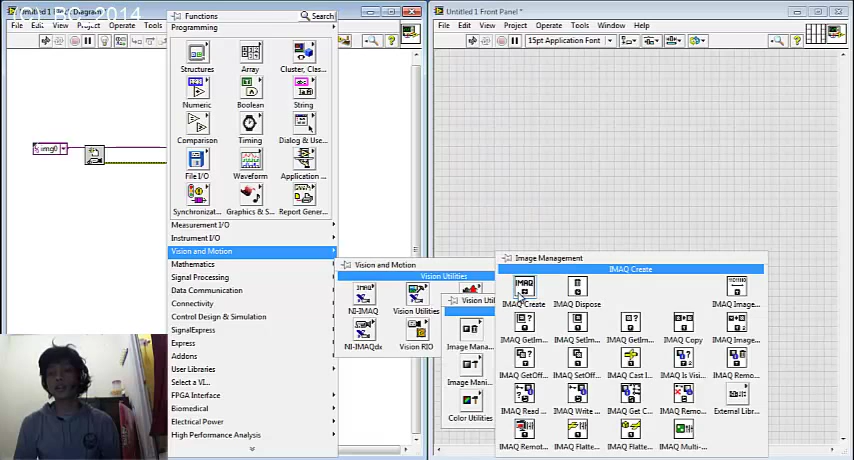 Untitled 1 Front Panel *
File Edit View Project Operate Tools Window Help
15pt Application Font
File Edit View Project Operate Tools
Functions
Search
Programming
Structures Array Cluster, Clas...
Numeric Boolean String
Comparison Timing Dialog & Use...
File I/O Waveform Application ...
Synchronizat... Graphics & S... Report Gener...
Measurement I/O
Instrument I/O
Vision and Motion
Mathematics
Signal Processing
Data Communication
Connectivity
Control Design & Simulation
SignalExpress
Express
Addons
User Libraries
Select a VI...
FPGA Interface
Biomedical
Electrical Power
High Performance Analysis
img0
Vision and Motion
Vision Utilities
NI-IMAQ Vision Utilities
NI-IMAQdx Vision RIO
Vision Util
Image Mana...
Image Mani...
Color Utilities
Image Management
IMAQ Create
IMAQ Create IMAQ Dispose IMAQ Image...
IMAQ GetIm... IMAQ SetIm... IMAQ GetIm... IMAQ Copy IMAQ Image...
IMAQ GetOff... IMAQ SetOff... IMAQ Cast I... IMAQ Is Visi... IMAQ Remo...
IMAQ Read ... IMAQ Write ... IMAQ Get C... IMAQ Remo... External Libr...
IMAQ Remot... IMAQ Flatte... IMAQ Flatte... IMAQ Multi-...